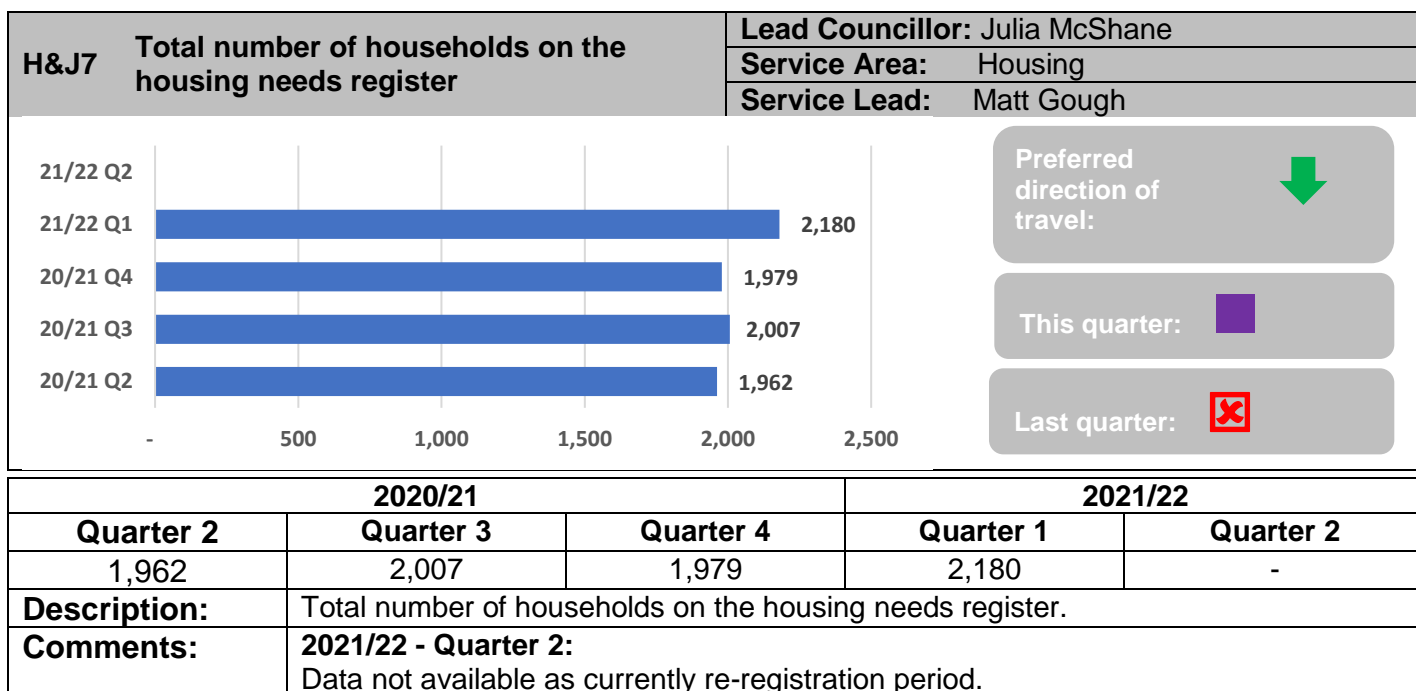 H&J7
Total number of households on the
housing needs register
Lead Councillor: Julia McShane
Service Area: Housing
Service Lead: Matt Gough
21/22 Q2
21/22 Q1 2,180
20/21 Q4 1,979
20/21 Q3 2,007
20/21 Q2 1,962
- 500 1,000 1,500 2,000 2,500
Preferred
direction of
travel:
This quarter:
Last quarter:
2020/21 2021/22
Quarter 2 Quarter 3 Quarter 4 Quarter 1 Quarter 2
1,962 2,007 1,979 2,180 -
Description: Total number of households on the housing needs register.
Comments: 2021/22 - Quarter 2:
Data not available as currently re-registration period.